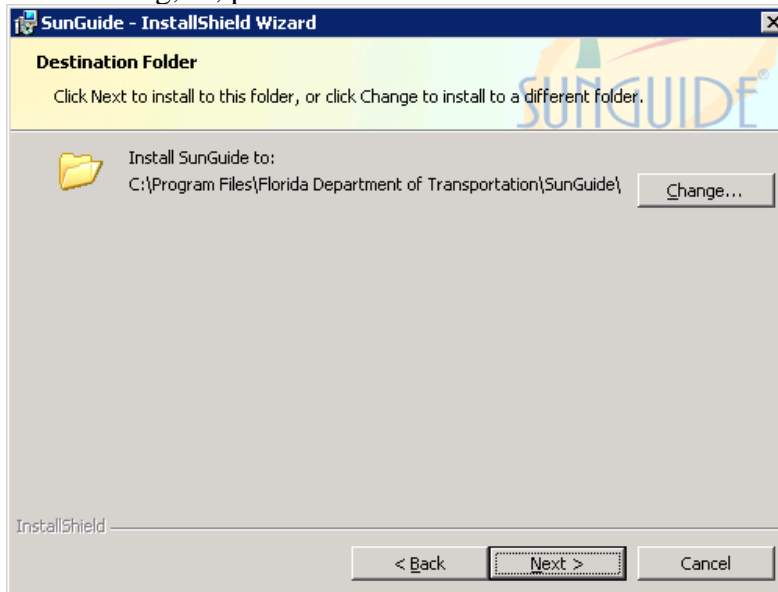 SunGuide - InstallShield Wizard
Destination Folder
Click Next to install to this folder, or click Change to install to a different folder.
SUNGUIDE®
Install SunGuide to:
C:\Program Files\Florida Department of Transportation\SunGuide\
Change...
InstallShield
< Back
Next >
Cancel